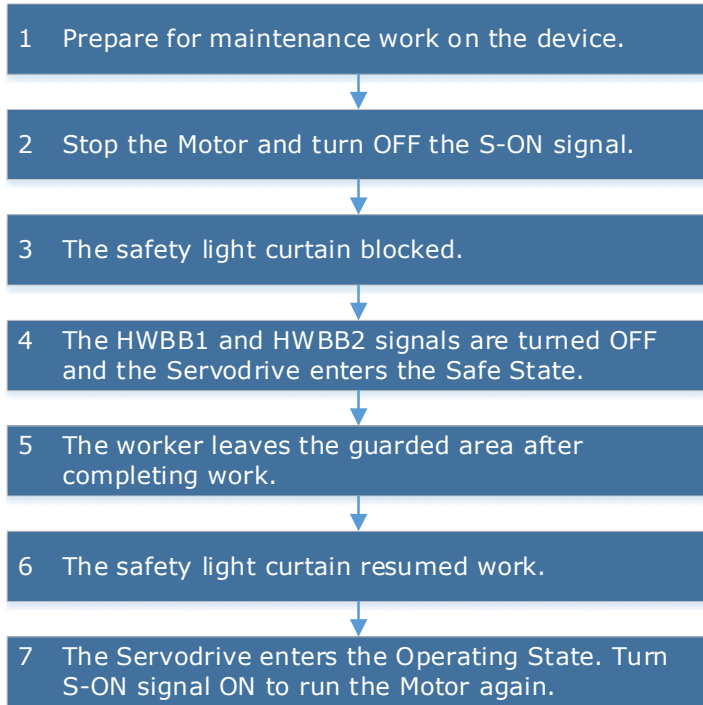 1 Prepare for maintenance work on the device.
2 Stop the Motor and turn OFF the S-ON signal.
3 The safety light curtain blocked.
4 The HWBB1 and HWBB2 signals are turned OFF
and the Servodrive enters the Safe State.
5 The worker leaves the guarded area after
completing work.
6 The safety light curtain resumed work.
7 The Servodrive enters the Operating State. Turn
S-ON signal ON to run the Motor again.